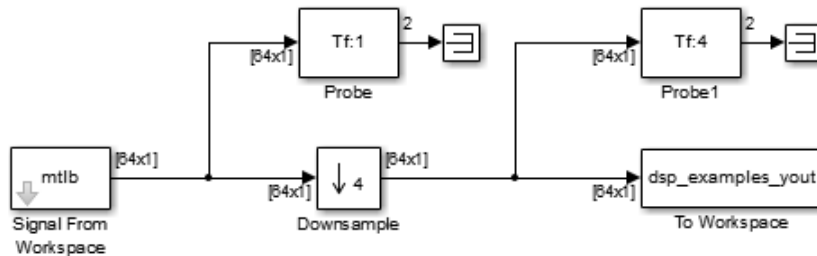 Tf:1
2
[64x1]
Probe
Tf:4
2
[64x1]
Probe1
mtlb
[64x1]
Signal From
Workspace
[64x1]
↓ 4
[64x1]
Downsample
[64x1]
dsp_examples_yout
To Workspace